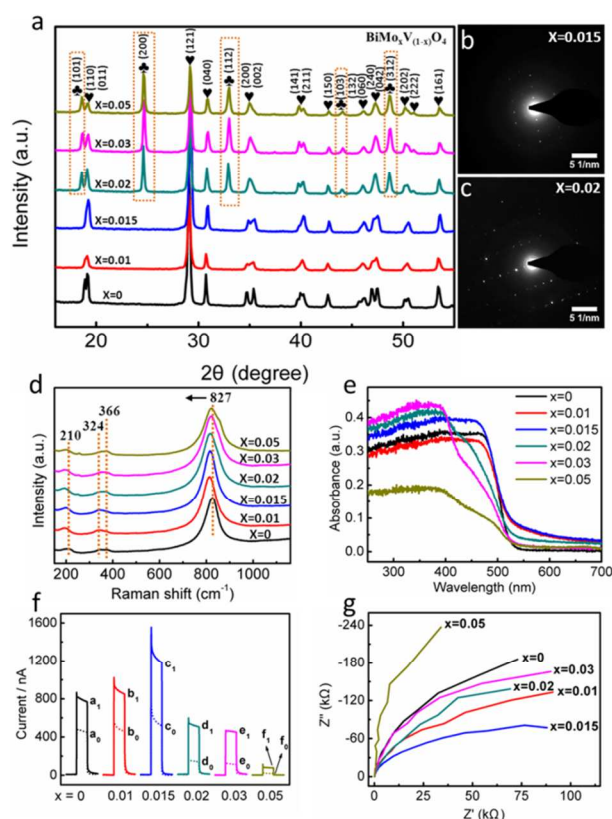 a
BiMoxV(1-x)O4
(101)
(110)
(011)
(200)
(121)
(040)
(112)
(200)
(002)
(141)
(211)
(150)
(103)
(132)
(060)
(240)
(042)
(312)
(202)
(222)
(161)
X=0.05
X=0.03
X=0.02
X=0.015
X=0.01
X=0
Intensity (a.u.)
20 30 40 50
2θ (degree)
b X=0.015
5 1/nm
c X=0.02
5 1/nm
d
210 324 366 827
X=0.05
X=0.03
X=0.02
X=0.015
X=0.01
X=0
Intensity (a.u.)
200 400 600 800 1000
Raman shift (cm-1)
e
x=0
x=0.01
x=0.015
x=0.02
x=0.03
x=0.05
Absorbance (a.u.)
0.4
0.3
0.2
0.1
0.0
300 400 500 600 700
Wavelength (nm)
f
Current / nA
1600
1200
800
400
0
a1
a0
b1
b0
c1
c0
d1
d0
e1
e0
f1
f0
x = 0 0.01 0.015 0.02 0.03 0.05
g
Z'' (kΩ)
-240
-180
-120
-60
0
x=0.05
x=0
x=0.03
x=0.02
x=0.01
x=0.015
0 25 50 75 100
Z' (kΩ)